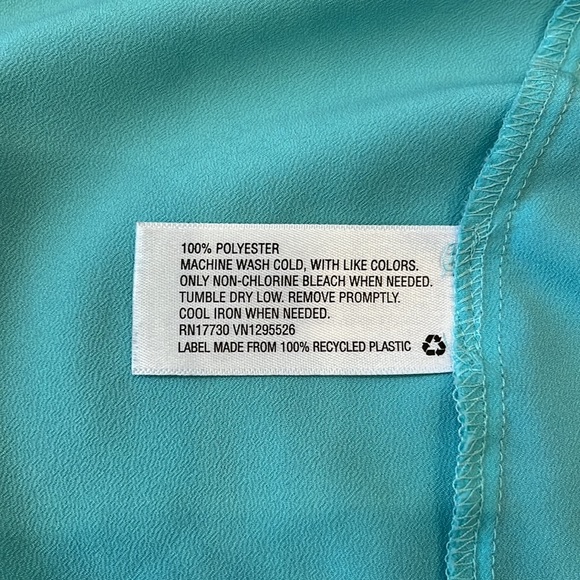 100% POLYESTER
MACHINE WASH COLD, WITH LIKE COLORS.
ONLY NON-CHLORINE BLEACH WHEN NEEDED.
TUMBLE DRY LOW. REMOVE PROMPTLY.
COOL IRON WHEN NEEDED.
RN17730 VN1295526
LABEL MADE FROM 100% RECYCLED PLASTIC